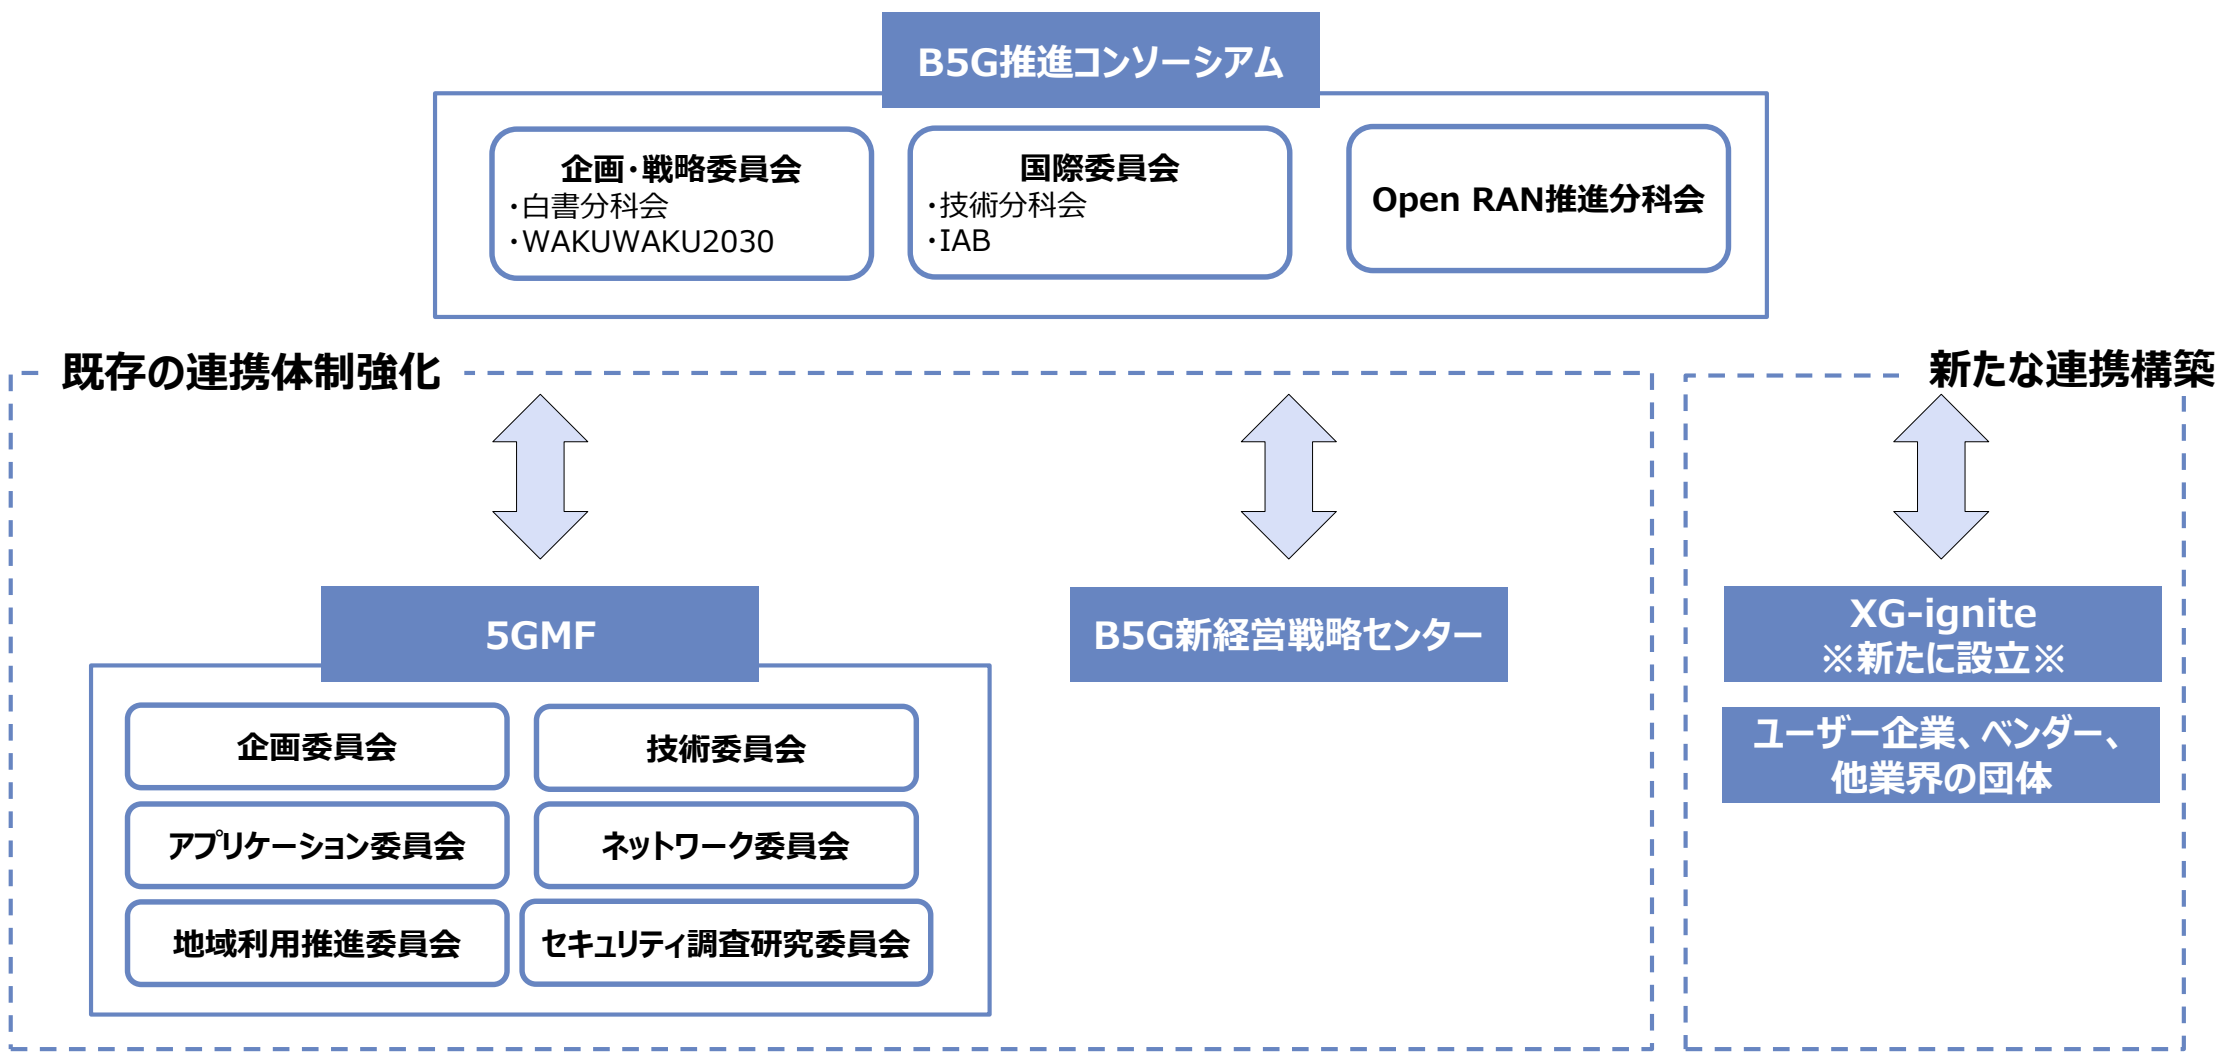 B5G推進コンソーシアム
企画・戦略委員会
・白書分科会
・WAKUWAKU2030
国際委員会
・技術分科会
・IAB
Open RAN推進分科会
既存の連携体制強化
新たな連携構築
5GMF
企画委員会
技術委員会
アプリケーション委員会
ネットワーク委員会
地域利用推進委員会
セキュリティ調査研究委員会
B5G新経営戦略センター
XG-ignite
※新たに設立※
ユーザー企業、ベンダー、
他業界の団体